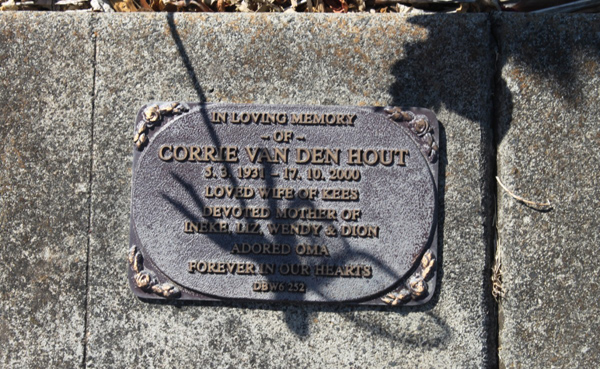 IN LOVING MEMORY
~ OF ~
CORRIE VAN DEN HOUT
3. 3. 1931 - 17. 10. 2000
LOVED WIFE OF KEES
DEVOTED MOTHER OF
INEKE, LIZ, WENDY & DION
ADORED OMA
FOREVER IN OUR HEARTS
DBW6 252